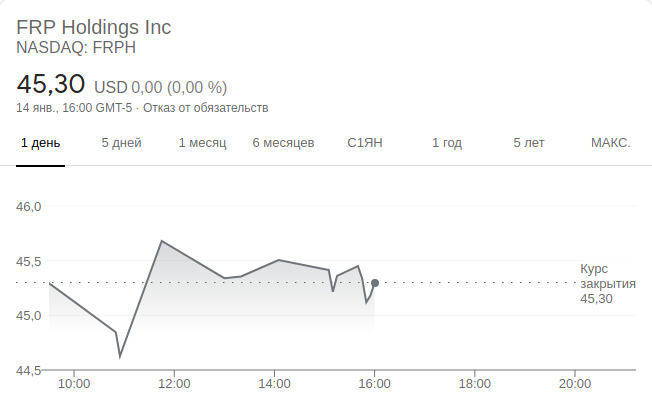 FRP Holdings Inc
NASDAQ: FRPH
45,30 USD 0,00 (0,00 %)
14 янв., 16:00 GMT-5 · Отказ от обязательств
1 день 5 дней 1 месяц 6 месяцев С1ЯН 1 год 5 лет МАКС.
46,0
45,5
Курс
закрытия
45,30
45,0
44,5
10:00 12:00 14:00 16:00 18:00 20:00